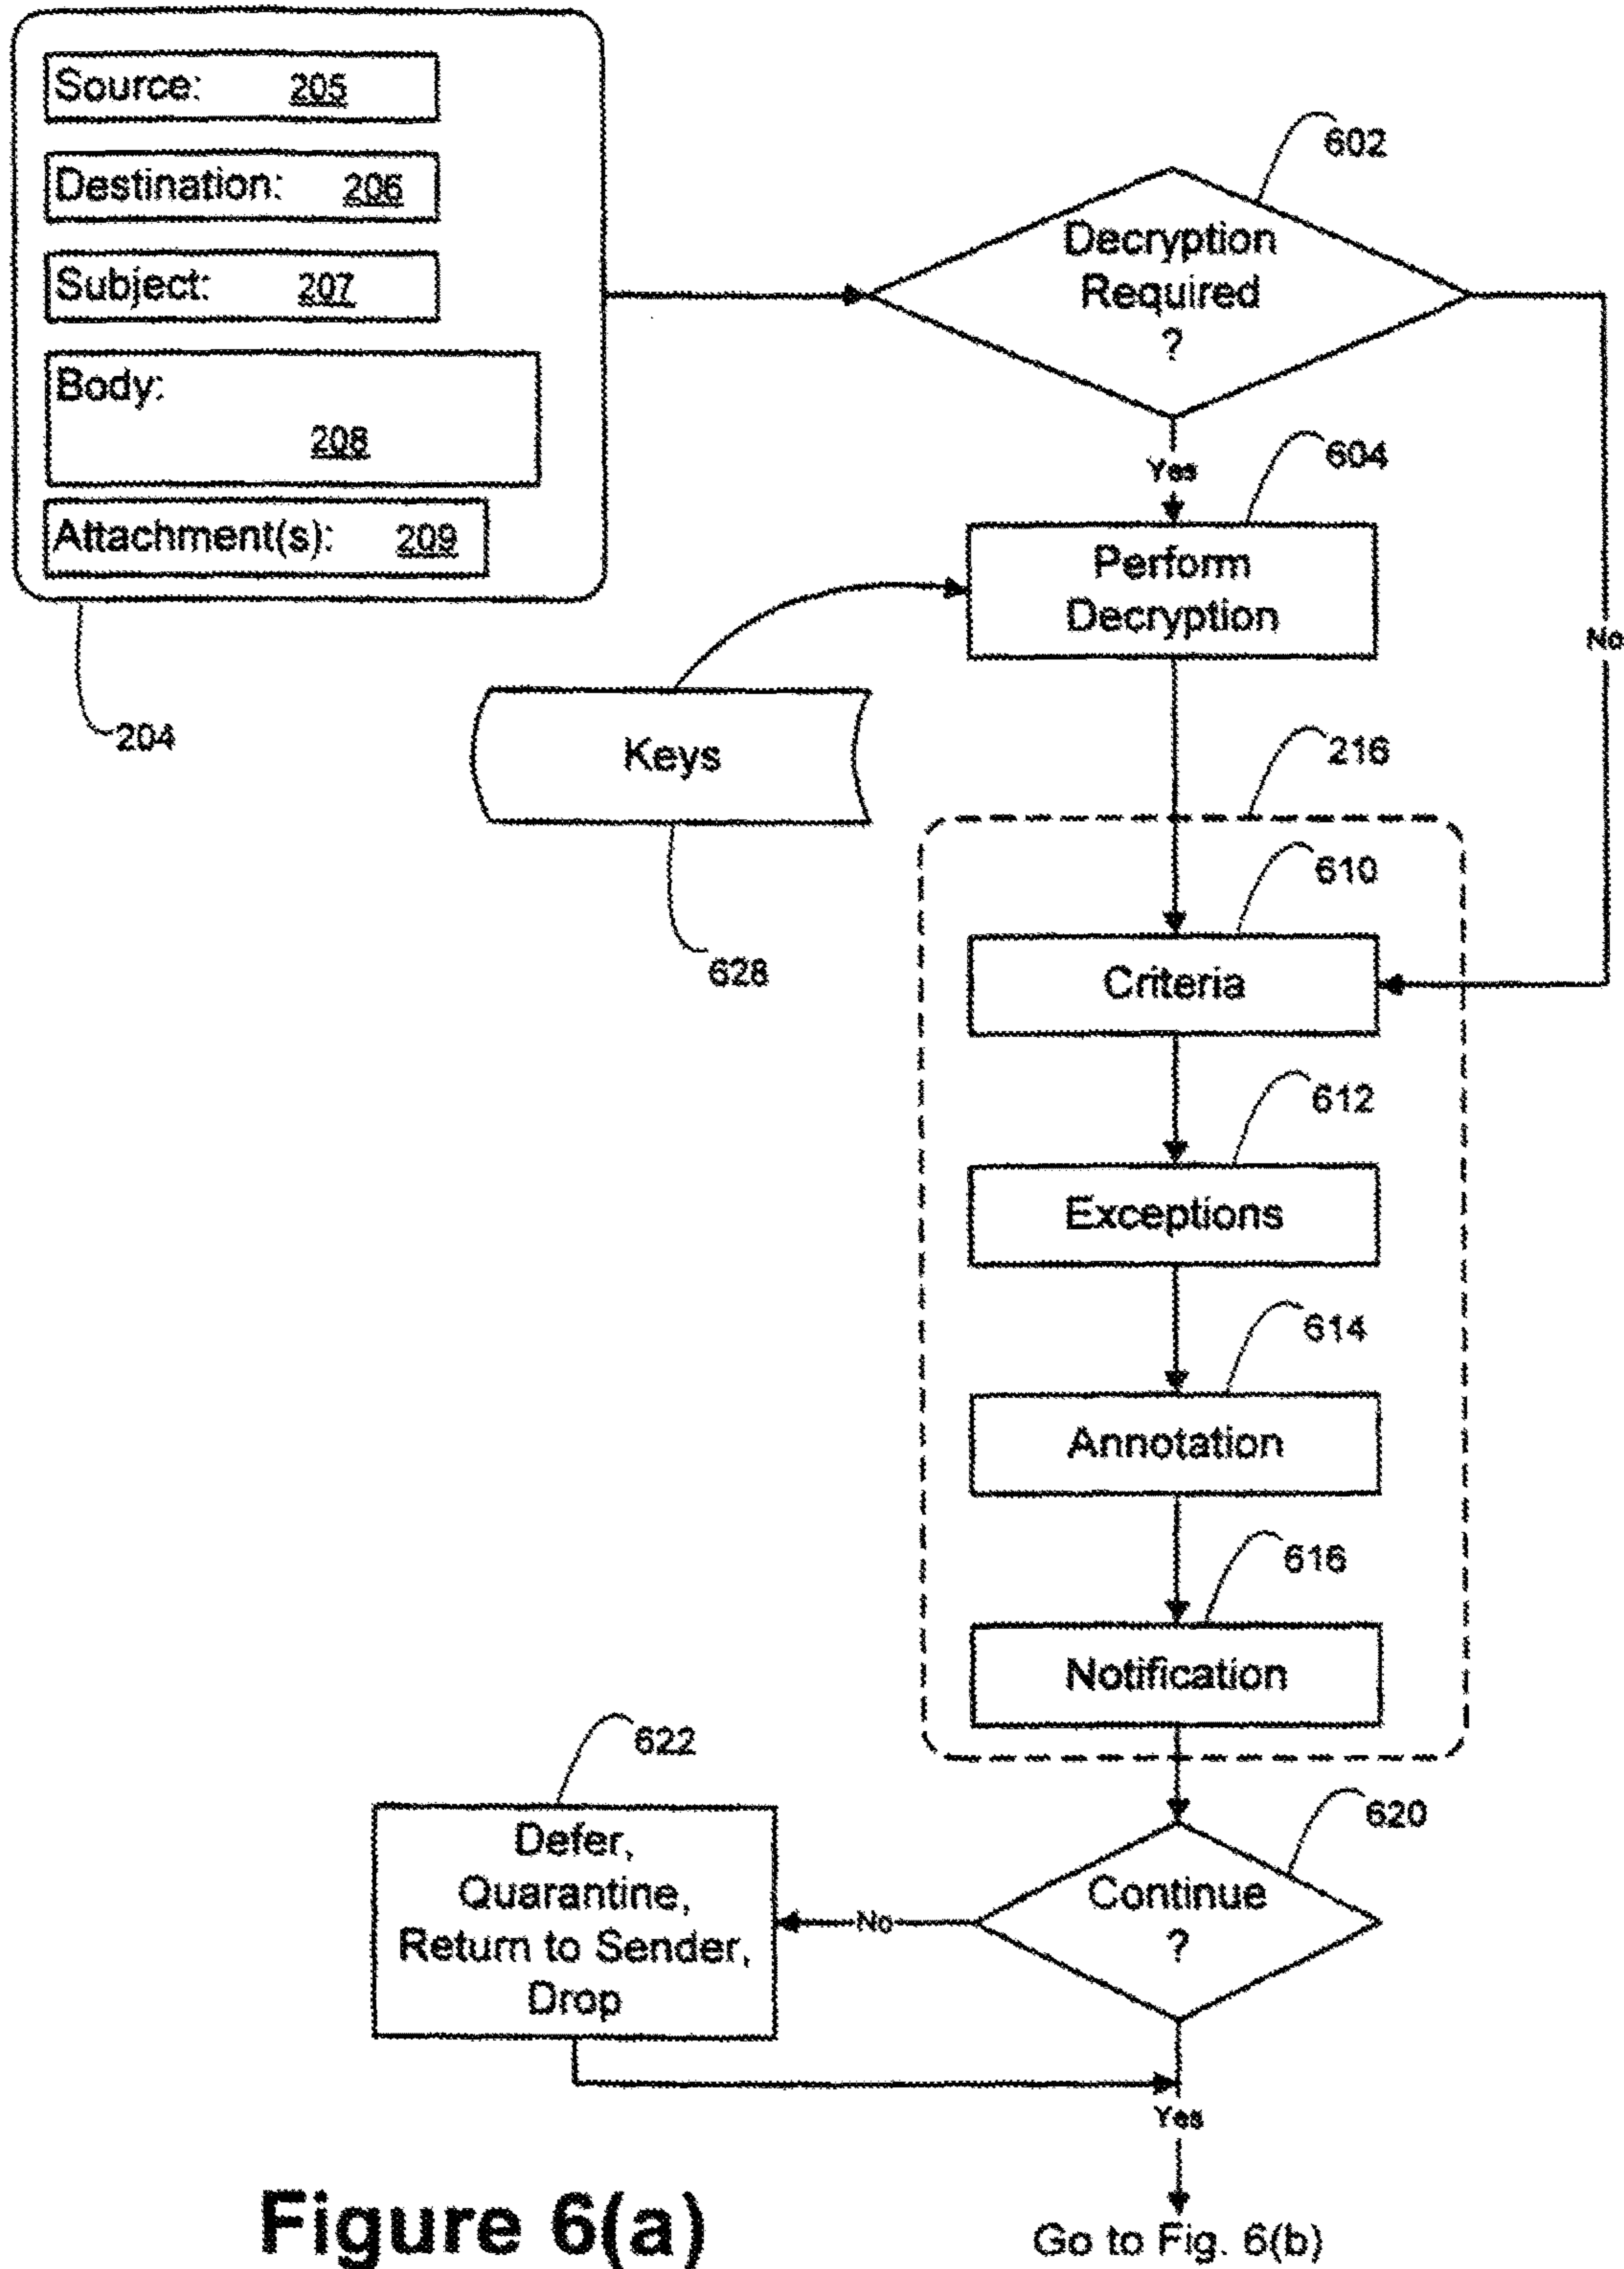 Source: 205
Destination: 206
Subject: 207
Body:
208
Attachment(s): 209
204
602
Decryption
Required
?
Yes
No
604
Perform
Decryption
Keys
628
216
610
Criteria
612
Exceptions
614
Annotation
616
Notification
620
Continue
?
No
622
Defer,
Quarantine,
Return to Sender,
Drop
Yes
Go to Fig. 6(b)
Figure 6(a)